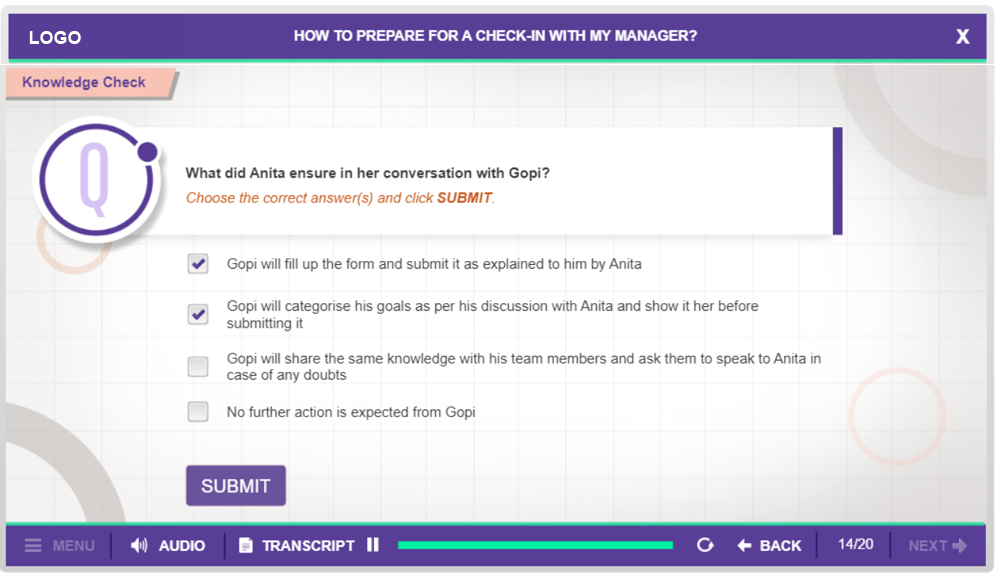 LOGO
HOW TO PREPARE FOR A CHECK-IN WITH MY MANAGER?
X
Knowledge Check
Q
What did Anita ensure in her conversation with Gopi?
Choose the correct answer(s) and click SUBMIT.
Gopi will fill up the form and submit it as explained to him by Anita
Gopi will categorise his goals as per his discussion with Anita and show it her before
submitting it
Gopi will share the same knowledge with his team members and ask them to speak to Anita in
case of any doubts
No further action is expected from Gopi
SUBMIT
MENU
AUDIO
TRANSCRIPT
BACK
14/20
NEXT